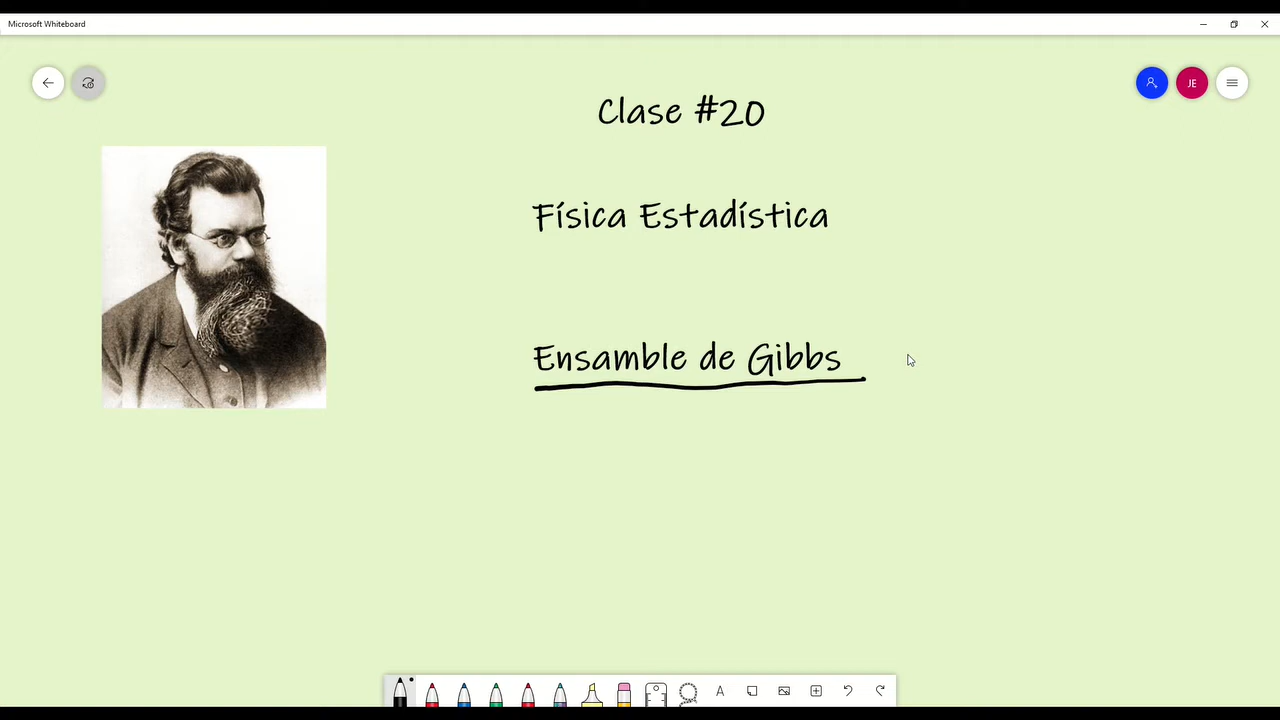 Microsoft Whiteboard
JE
Clase #20
Física Estadística
Ensamble de Gibbs
A